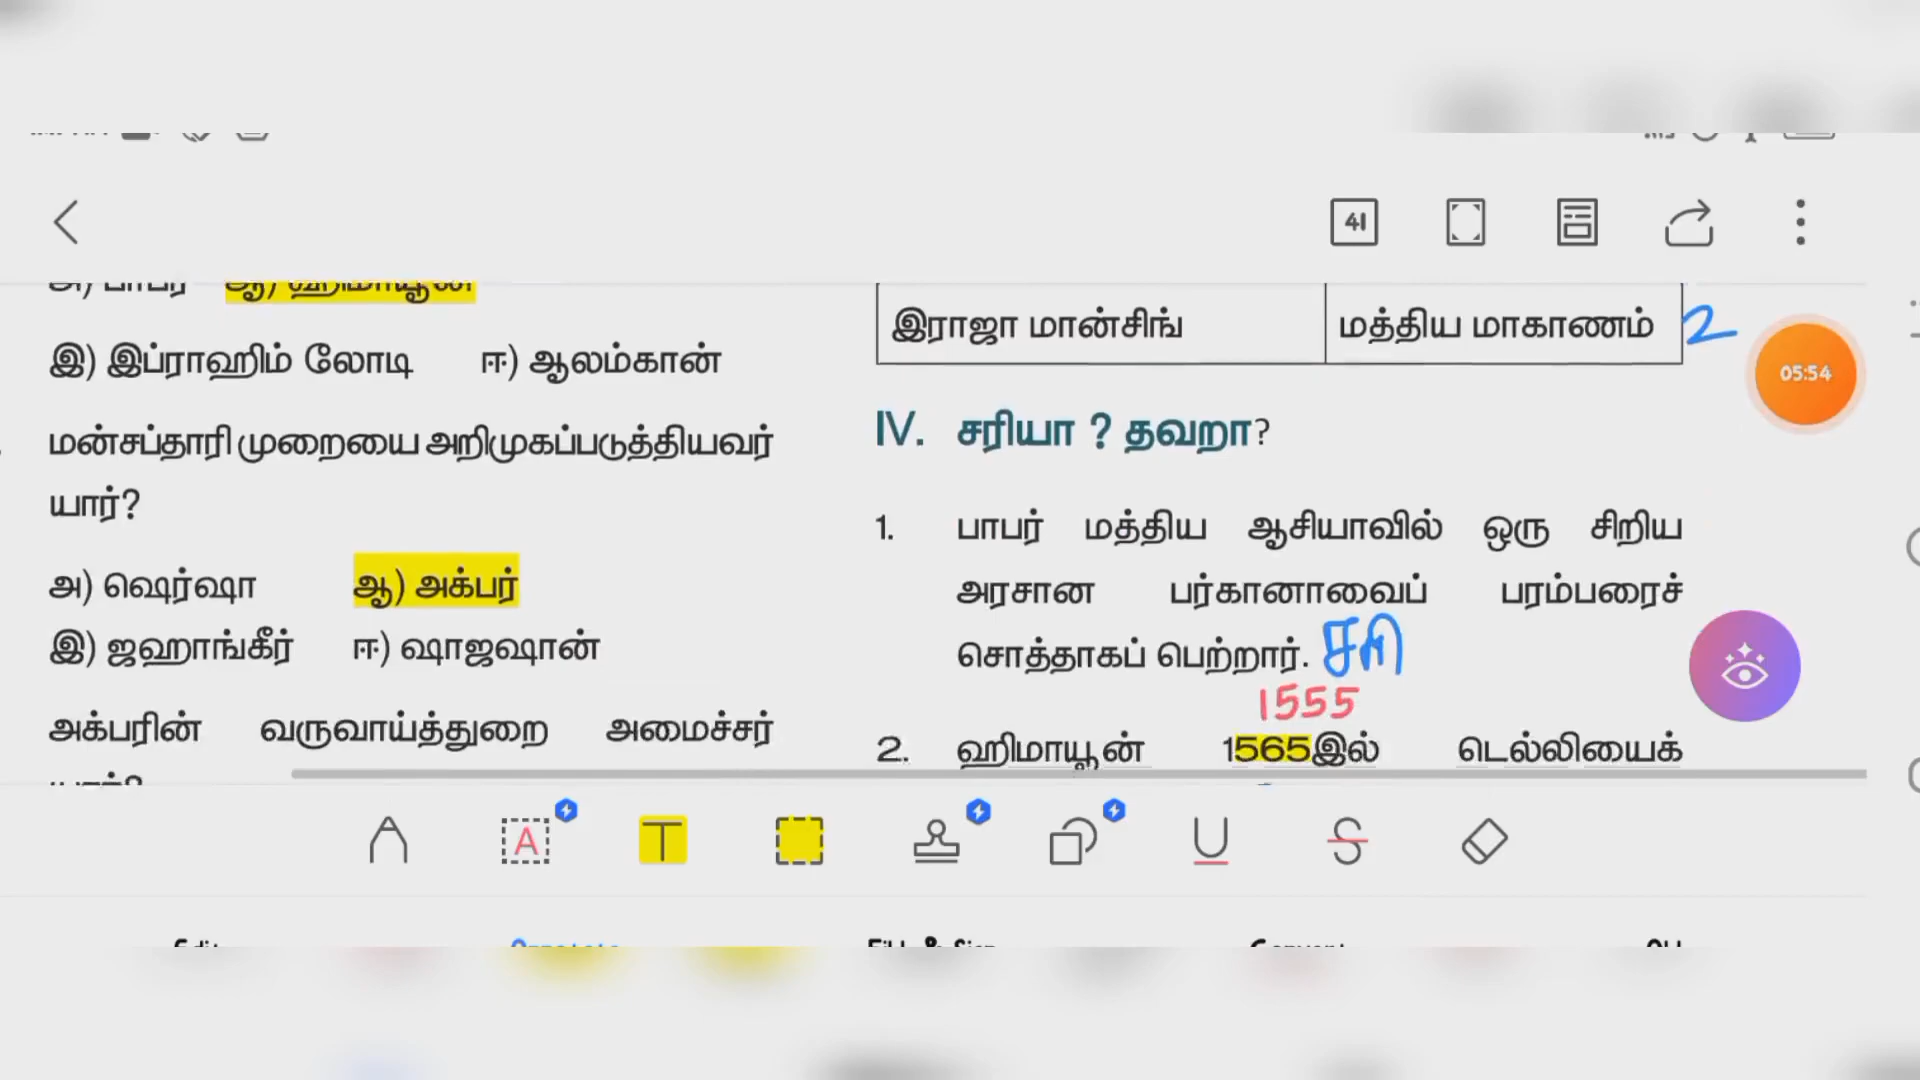 41
ஆ) ஹிமாயூன்
இ) இப்ராஹிம் லோடி ஈ) ஆலம்கான்
மன்சப்தாரி முறையை அறிமுகப்படுத்தியவர்
யார்?
அ) ஷெர்ஷா ஆ) அக்பர்
இ) ஜஹாங்கீர் ஈ) ஷாஜஹான்
அக்பரின் வருவாய்த்துறை அமைச்சர்
இராஜா மான்சிங் மத்திய மாகாணம் 2
05:54
IV. சரியா ? தவறா?
1. பாபர் மத்திய ஆசியாவில் ஒரு சிறிய
அரசான பர்கானாவைப் பரம்பரைச்
சொத்தாகப் பெற்றார். சரி
1555
2. ஹிமாயூன் 1565இல் டெல்லியைக்
A T U S